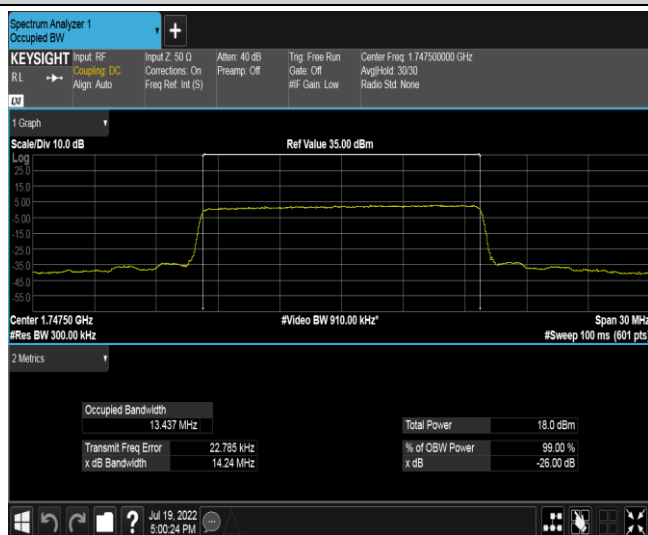 Spectrum Analyzer 1
Occupied BW
+
KEYSIGHT
R L
LXI
Input: RF
Coupling: DC
Align: Auto
Input Z: 50 Ω
Corrections: On
Freq Ref: Int (S)
Atten: 40 dB
Preamp: Off
Trig: Free Run
Gate: Off
#IF Gain: Low
Center Freq: 1.747500000 GHz
Avg|Hold: 30/30
Radio Std: None
1 Graph
Scale/Div 10.0 dB
Ref Value 35.00 dBm
Log
25.0
15.0
5.00
-5.00
-15.0
-25.0
-35.0
-45.0
-55.0
Center 1.74750 GHz
#Video BW 910.00 kHz*
Span 30 MHz
#Res BW 300.00 kHz
#Sweep 100 ms (601 pts)
2 Metrics
Occupied Bandwidth
13.437 MHz
Total Power 18.0 dBm
Transmit Freq Error 22.785 kHz
% of OBW Power 99.00 %
x dB Bandwidth 14.24 MHz
x dB -26.00 dB
?
Jul 19, 2022
5:00:24 PM